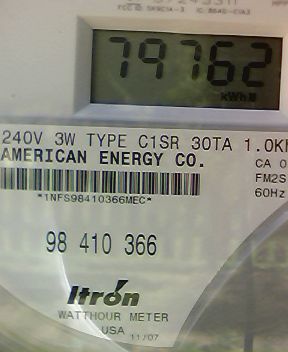 79762
kWh
240V 3W TYPE C1SR 30TA 1.0K
AMERICAN ENERGY CO.
CA 0
FM2S
60Hz
*1NFS98410366MEC*
98 410 366
Itrón
WATTHOUR METER
USA 11/07